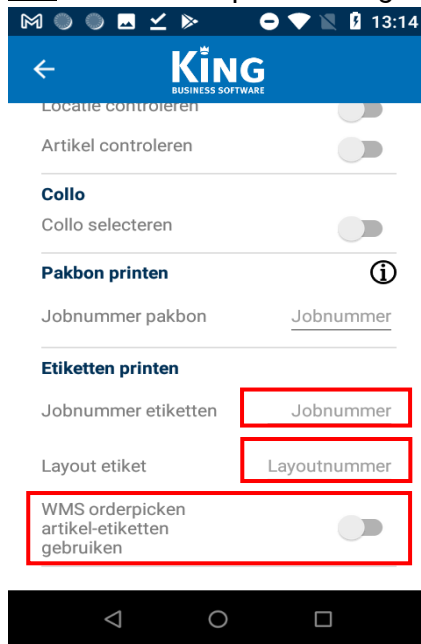 13:14
KING
BUSINESS SOFTWARE
Locatie controleren
Artikel controleren
Collo
Collo selecteren
Pakbon printen
Jobnummer pakbon Jobnummer
Etiketten printen
Jobnummer etiketten Jobnummer
Layout etiket Layoutnummer
WMS orderpicken
artikel-etiketten
gebruiken